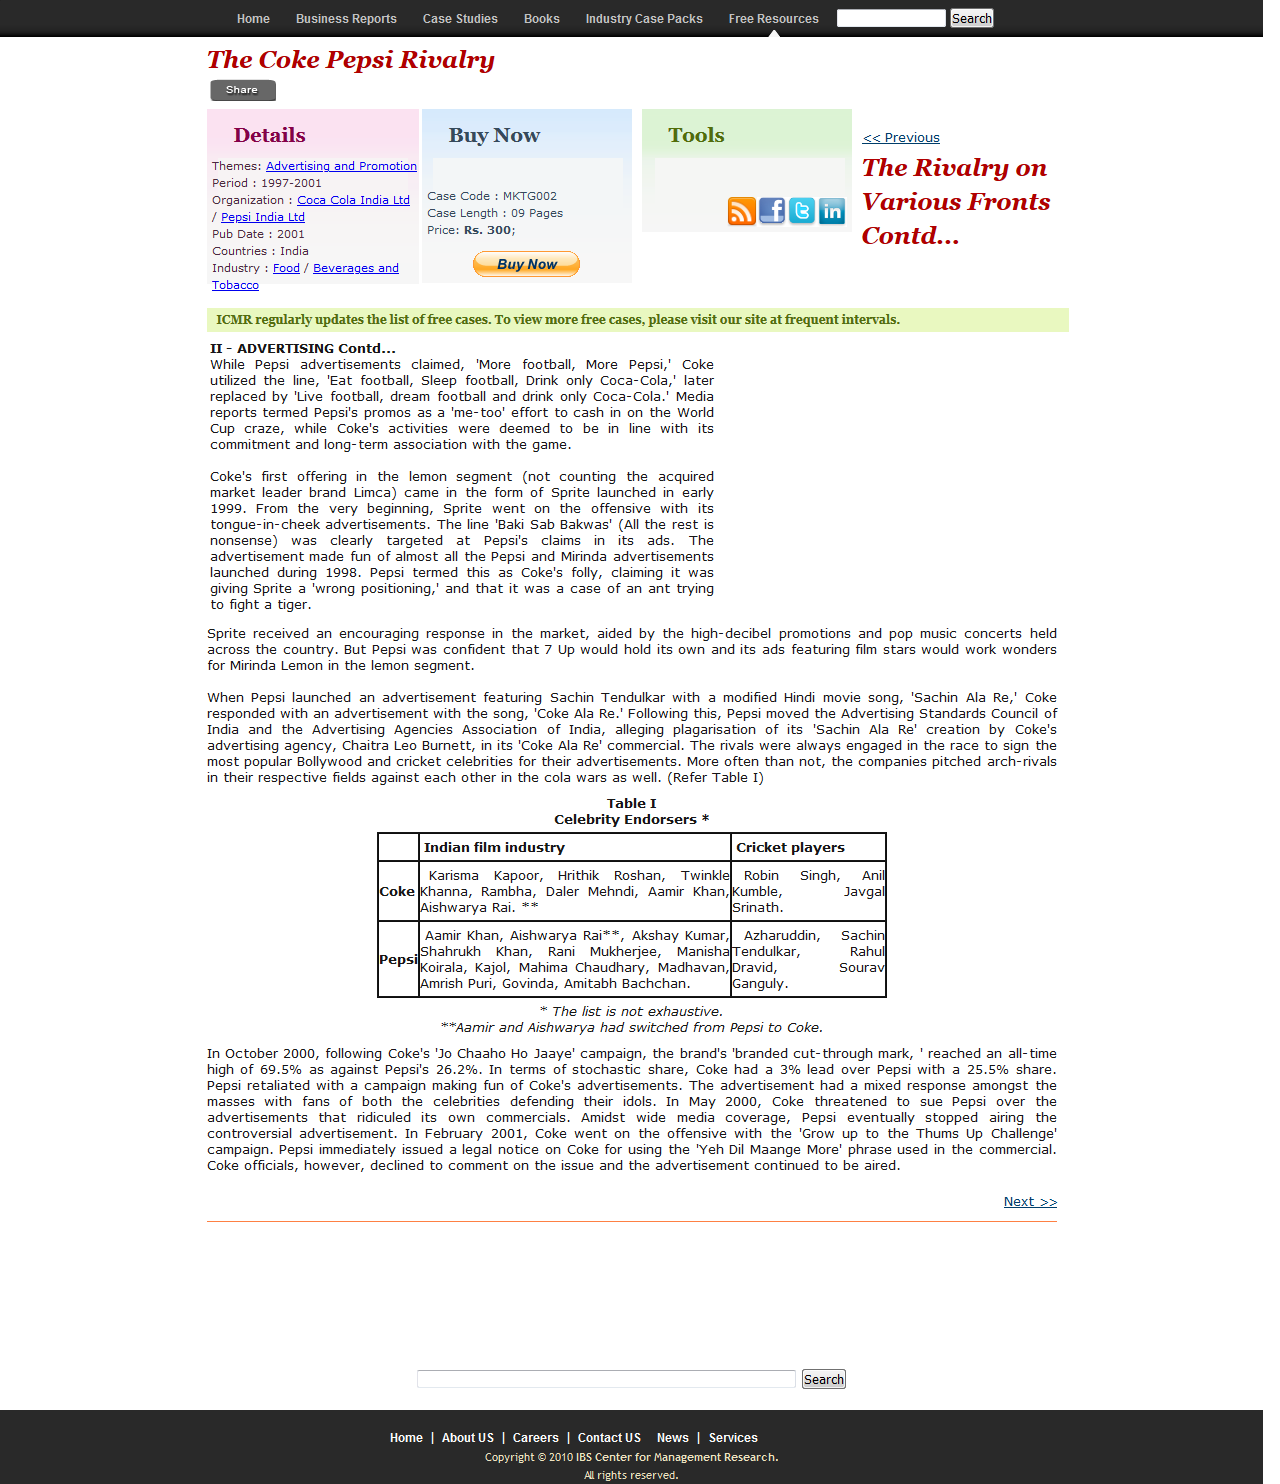 Home Business Reports Case Studies Books Industry Case Packs Free Resources Search
The Coke Pepsi Rivalry
Share
Details
Themes: Advertising and Promotion
Period : 1997-2001
Organization : Coca Cola India Ltd
/ Pepsi India Ltd
Pub Date : 2001
Countries : India
Industry : Food / Beverages and
Tobacco
Buy Now
Case Code : MKTG002
Case Length : 09 Pages
Price: Rs. 300;
Buy Now
Tools
in
<< Previous
The Rivalry on
Various Fronts
Contd...
ICMR regularly updates the list of free cases. To view more free cases, please visit our site at frequent intervals.
II - ADVERTISING Contd...
While Pepsi advertisements claimed, 'More football, More Pepsi,' Coke
utilized the line, 'Eat football, Sleep football, Drink only Coca-Cola,' later
replaced by 'Live football, dream football and drink only Coca-Cola.' Media
reports termed Pepsi's promos as a 'me-too' effort to cash in on the World
Cup craze, while Coke's activities were deemed to be in line with its
commitment and long-term association with the game.
Coke's first offering in the lemon segment (not counting the acquired
market leader brand Limca) came in the form of Sprite launched in early
1999. From the very beginning, Sprite went on the offensive with its
tongue-in-cheek advertisements. The line 'Baki Sab Bakwas' (All the rest is
nonsense) was clearly targeted at Pepsi's claims in its ads. The
advertisement made fun of almost all the Pepsi and Mirinda advertisements
launched during 1998. Pepsi termed this as Coke's folly, claiming it was
giving Sprite a 'wrong positioning,' and that it was a case of an ant trying
to fight a tiger.
Sprite received an encouraging response in the market, aided by the high-decibel promotions and pop music concerts held
across the country. But Pepsi was confident that 7 Up would hold its own and its ads featuring film stars would work wonders
for Mirinda Lemon in the lemon segment.
When Pepsi launched an advertisement featuring Sachin Tendulkar with a modified Hindi movie song, 'Sachin Ala Re,' Coke
responded with an advertisement with the song, 'Coke Ala Re.' Following this, Pepsi moved the Advertising Standards Council of
India and the Advertising Agencies Association of India, alleging plagarisation of its 'Sachin Ala Re' creation by Coke's
advertising agency, Chaitra Leo Burnett, in its 'Coke Ala Re' commercial. The rivals were always engaged in the race to sign the
most popular Bollywood and cricket celebrities for their advertisements. More often than not, the companies pitched arch-rivals
in their respective fields against each other in the cola wars as well. (Refer Table I)
Table I
Celebrity Endorsers *
Indian film industry Cricket players
Coke
Karisma Kapoor, Hrithik Roshan, Twinkle
Khanna, Rambha, Daler Mehndi, Aamir Khan,
Aishwarya Rai. **
Robin Singh, Anil
Kumble, Javgal
Srinath.
Pepsi
Aamir Khan, Aishwarya Rai**, Akshay Kumar,
Shahrukh Khan, Rani Mukherjee, Manisha
Koirala, Kajol, Mahima Chaudhary, Madhavan,
Amrish Puri, Govinda, Amitabh Bachchan.
Azharuddin, Sachin
Tendulkar, Rahul
Dravid, Sourav
Ganguly.
* The list is not exhaustive.
**Aamir and Aishwarya had switched from Pepsi to Coke.
In October 2000, following Coke's 'Jo Chaaho Ho Jaaye' campaign, the brand's 'branded cut-through mark, ' reached an all-time
high of 69.5% as against Pepsi's 26.2%. In terms of stochastic share, Coke had a 3% lead over Pepsi with a 25.5% share.
Pepsi retaliated with a campaign making fun of Coke's advertisements. The advertisement had a mixed response amongst the
masses with fans of both the celebrities defending their idols. In May 2000, Coke threatened to sue Pepsi over the
advertisements that ridiculed its own commercials. Amidst wide media coverage, Pepsi eventually stopped airing the
controversial advertisement. In February 2001, Coke went on the offensive with the 'Grow up to the Thums Up Challenge'
campaign. Pepsi immediately issued a legal notice on Coke for using the 'Yeh Dil Maange More' phrase used in the commercial.
Coke officials, however, declined to comment on the issue and the advertisement continued to be aired.
Next >>
Search
Home | About US | Careers | Contact US News | Services
Copyright © 2010 IBS Center for Management Research.
All rights reserved.